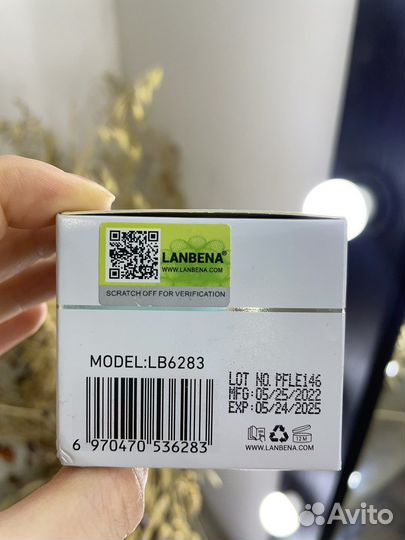 LANBENA®
WWW.LANBENA.COM
SCRATCH OFF FOR VERIFICATION
MODEL:LB6283
6 970470 536283
LOT NO. PFLE146
MFG: 05/25/2022
EXP: 05/24/2025
12M
WWW.LANBENA.COM
Avito